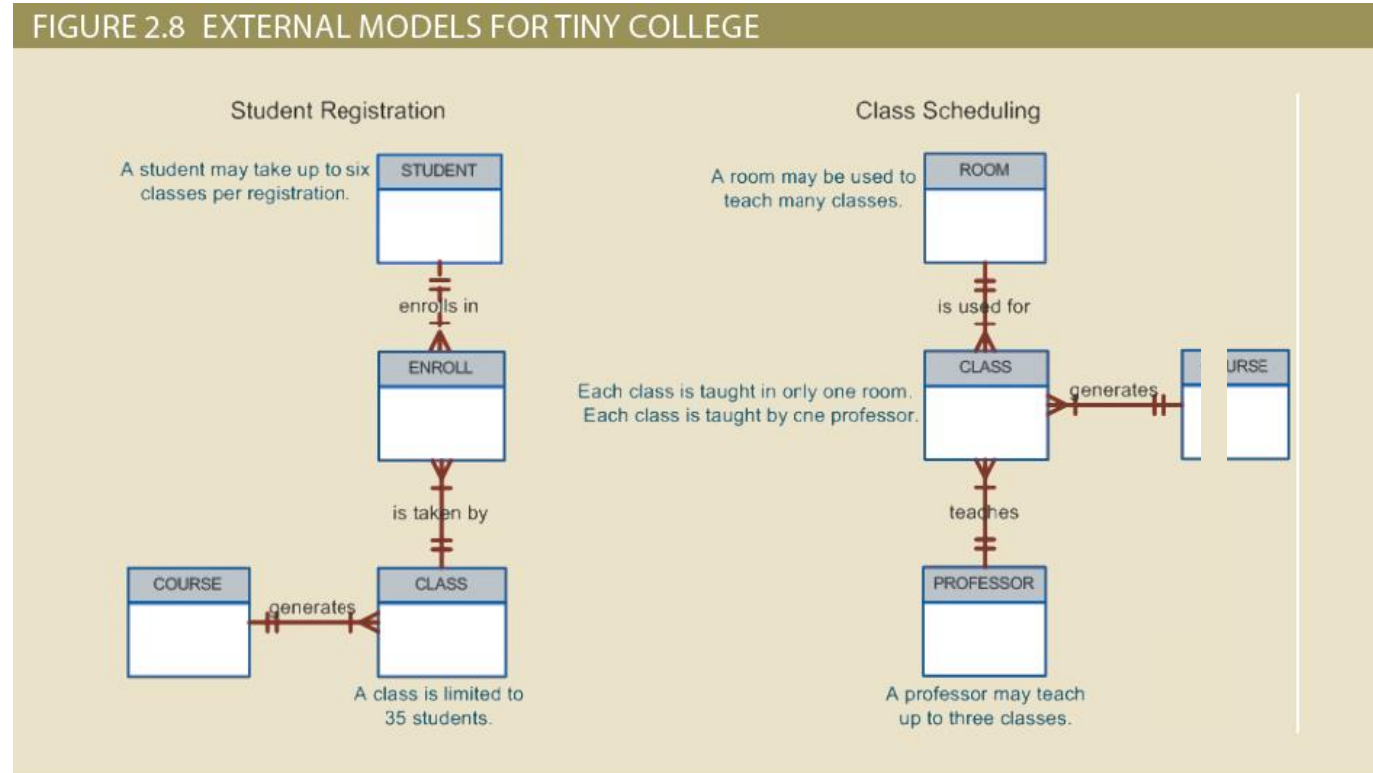 FIGURE 2.8 EXTERNAL MODELS FOR TINY COLLEGE
Student Registration
A student may take up to six
classes per registration.
STUDENT
enrolls in
ENROLL
is taken by
COURSE
generates
CLASS
A class is limited to
35 students.
Class Scheduling
A room may be used to
teach many classes.
ROOM
is used for
Each class is taught in only one room.
Each class is taught by cne professor.
CLASS
generates
URSE
teaches
PROFESSOR
A professor may teach
up to three classes.